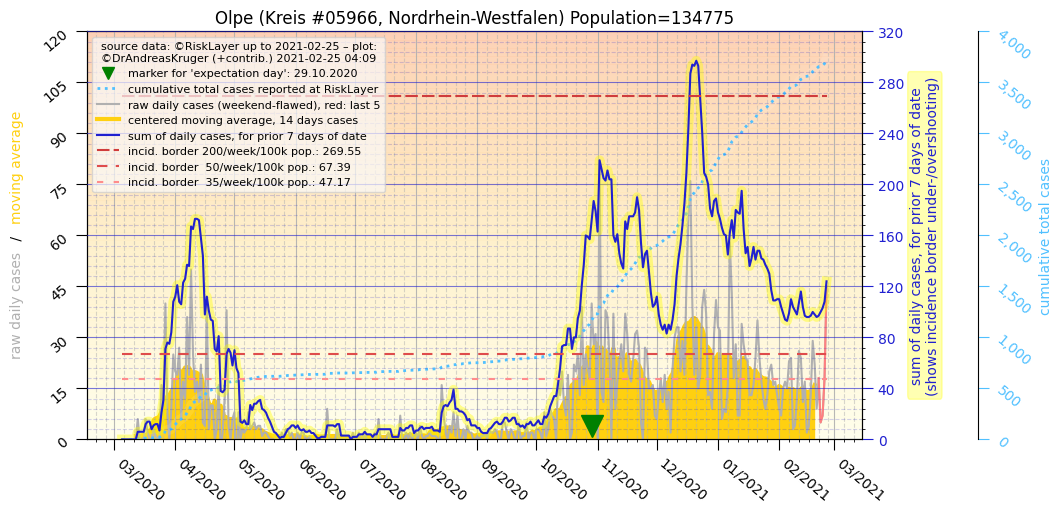 Olpe (Kreis #05966, Nordrhein-Westfalen) Population=134775
source data: ©RiskLayer up to 2021-02-25 – plot:
©DrAndreasKruger (+contrib.) 2021-02-25 04:09
marker for 'expectation day': 29.10.2020
cumulative total cases reported at RiskLayer
raw daily cases (weekend-flawed), red: last 5
centered moving average, 14 days cases
sum of daily cases, for prior 7 days of date
incid. border 200/week/100k pop.: 269.55
incid. border  50/week/100k pop.: 67.39
incid. border  35/week/100k pop.: 47.17
raw daily cases / moving average
120
105
90
75
60
45
30
15
0
320
280
240
200
160
120
80
40
0
sum of daily cases, for prior 7 days of date
(shows incidence border under-/overshooting)
4,000
3,500
3,000
2,500
2,000
1,500
1,000
500
0
cumulative total cases
03/2020
04/2020
05/2020
06/2020
07/2020
08/2020
09/2020
10/2020
11/2020
12/2020
01/2021
02/2021
03/2021